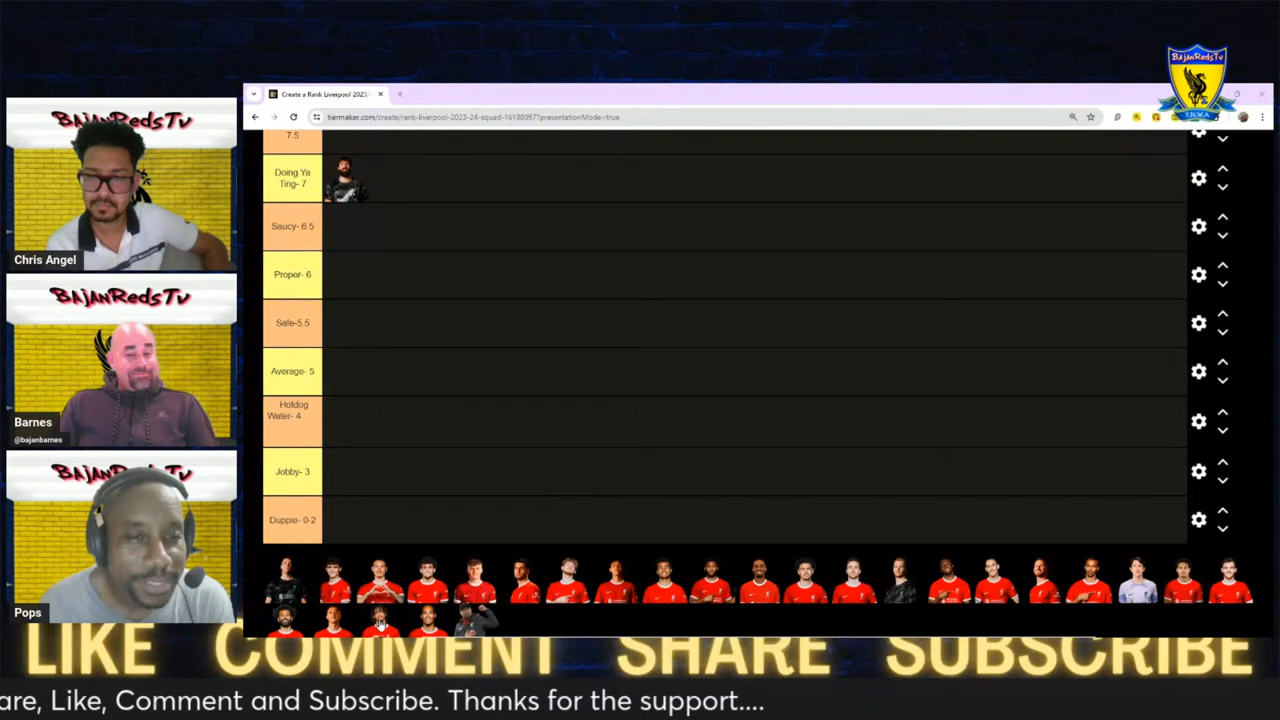 BAJANREDSTV
Y.N.W.A
Create a Rank Liverpool 2023/
tiermaker.com/create/rank-liverpool-2023-24-squad-16188097?presentationMode=true
BAJANREDSTV
Chris Angel
BAJANREDSTV
Barnes
@bajanbarnes
BAJANREDSTV
Pops
7.5
Doing Ya
Ting- 7
Saucy- 6.5
Proper- 6
Safe-5.5
Average- 5
Hotdog
Water- 4
Jobby- 3
Duppie- 0-2
LIKE COMMENT SHARE SUBSCRIBE
are, Like, Comment and Subscribe. Thanks for the support....